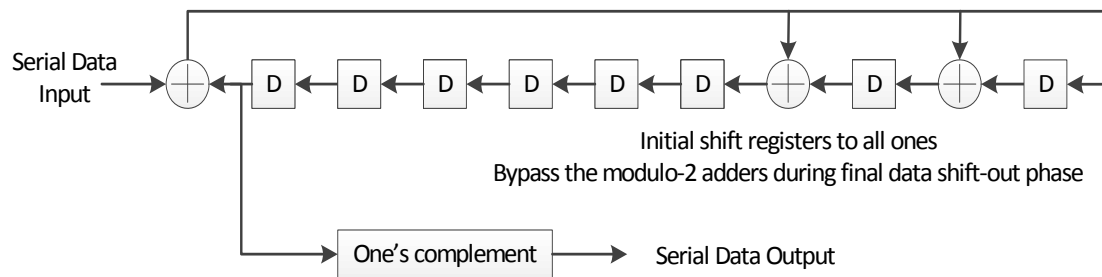 Serial Data
Input
D D D D D D D D
Initial shift registers to all ones
Bypass the modulo-2 adders during final data shift-out phase
One's complement
Serial Data Output